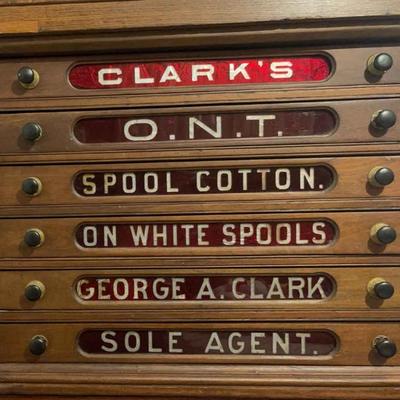 CLARK'S
O.N.T.
SPOOL COTTON.
ON WHITE SPOOLS
GEORGE A. CLARK
SOLE AGENT.